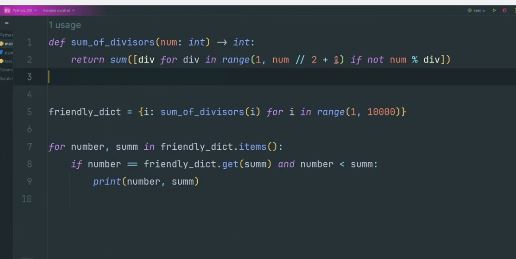 1 usage
1 def sum_of_divisors(num: int) → int:
2 return sum([div for div in range(1, num // 2 + 1) if not num % div])
3
4
5 friendly_dict = {i: sum_of_divisors(i) for i in range(1, 10000)}
6
7 for number, summ in friendly_dict.items():
8 if number == friendly_dict.get(summ) and number < summ:
9 print(number, summ)
10